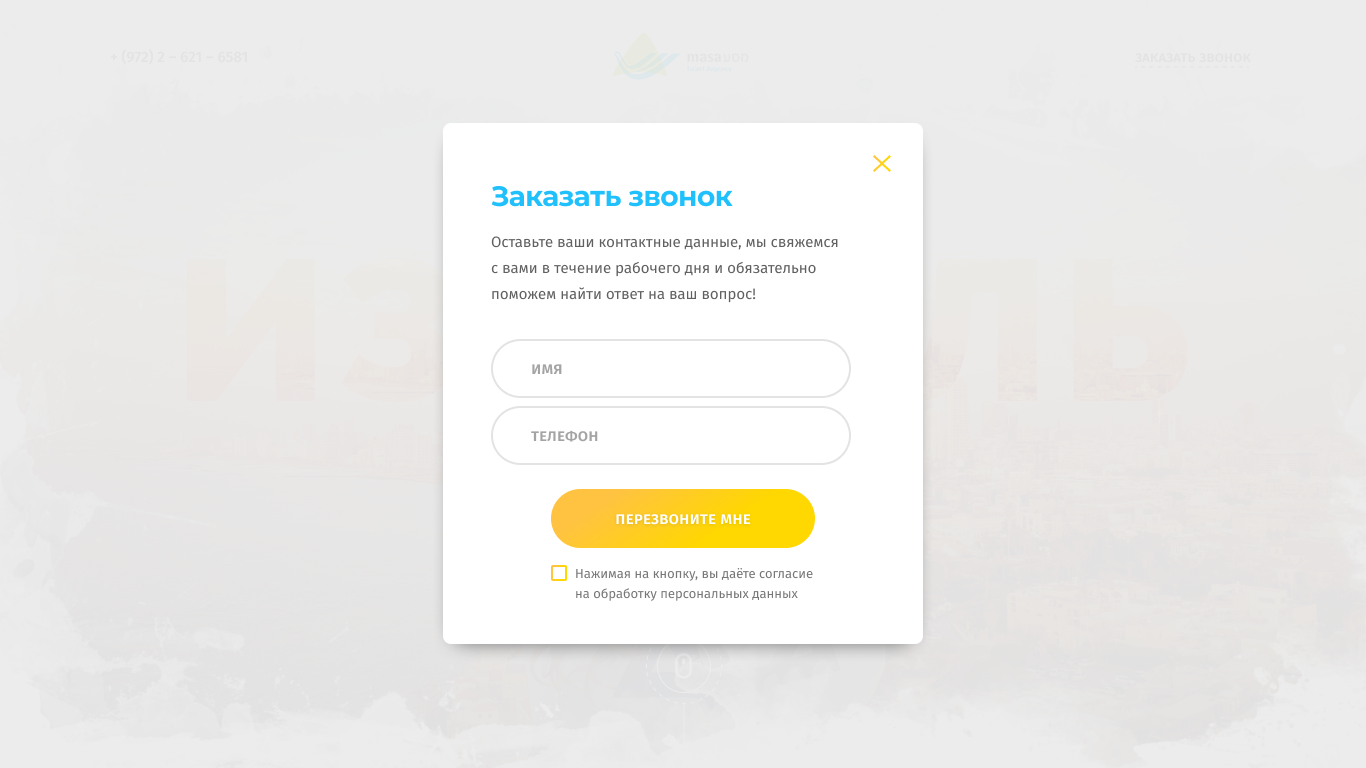 + (972) 2 – 621 – 6581
masa
ЗАКАЗАТЬ ЗВОНОК
Заказать звонок
Оставьте ваши контактные данные, мы свяжемся
с вами в течение рабочего дня и обязательно
поможем найти ответ на ваш вопрос!
ИМЯ
ТЕЛЕФОН
ПЕРЕЗВОНИТЕ МНЕ
Нажимая на кнопку, вы даёте согласие
на обработку персональных данных